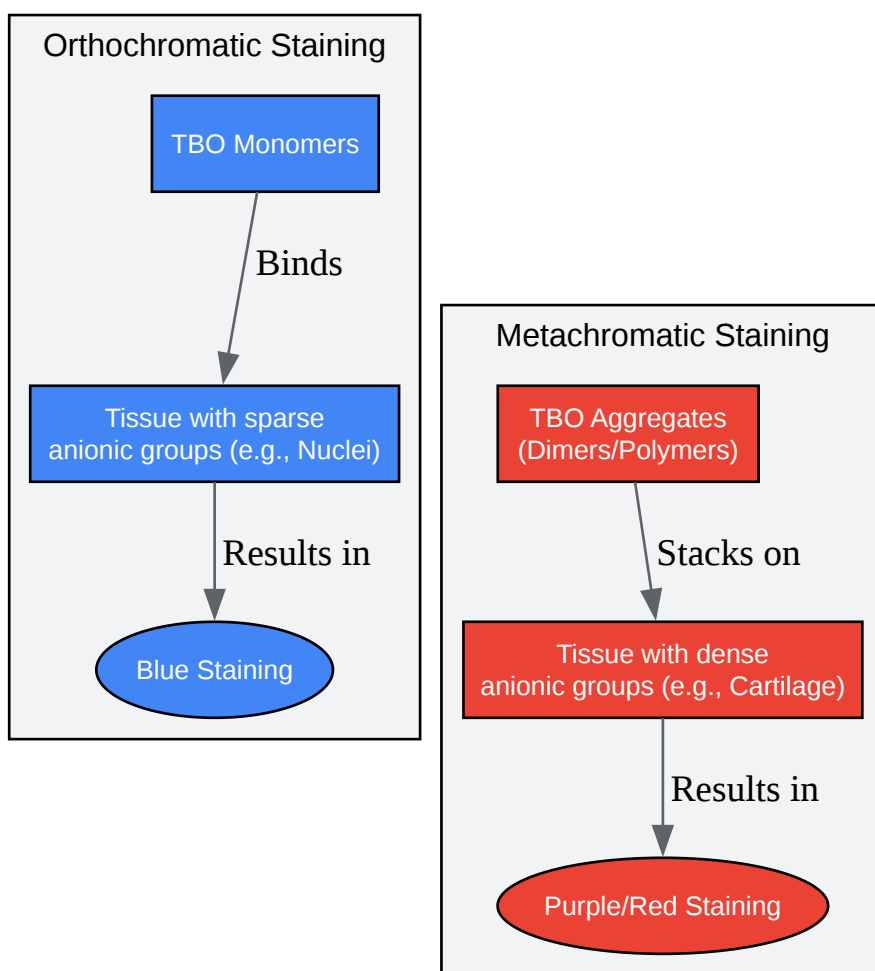 Orthochromatic Staining
TBO Monomers
Binds
Tissue with sparse
anionic groups (e.g., Nuclei)
Results in
Blue Staining
Metachromatic Staining
TBO Aggregates
(Dimers/Polymers)
Stacks on
Tissue with dense
anionic groups (e.g., Cartilage)
Results in
Purple/Red Staining